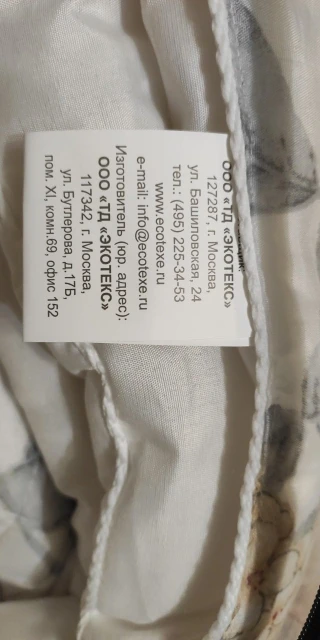 ООО «ТД «ЭКОТЕКС»
127287, г. Москва,
ул. Башиловская, 24
тел.: (495) 225-34-53
www.ecotexe.ru
e-mail: info@ecotexe.ru
Изготовитель (юр. адрес):
ООО «ТД «ЭКОТЕКС»
117342, г. Москва,
ул. Бутлерова, д.17Б,
пом. XI, комн.69, офис 152